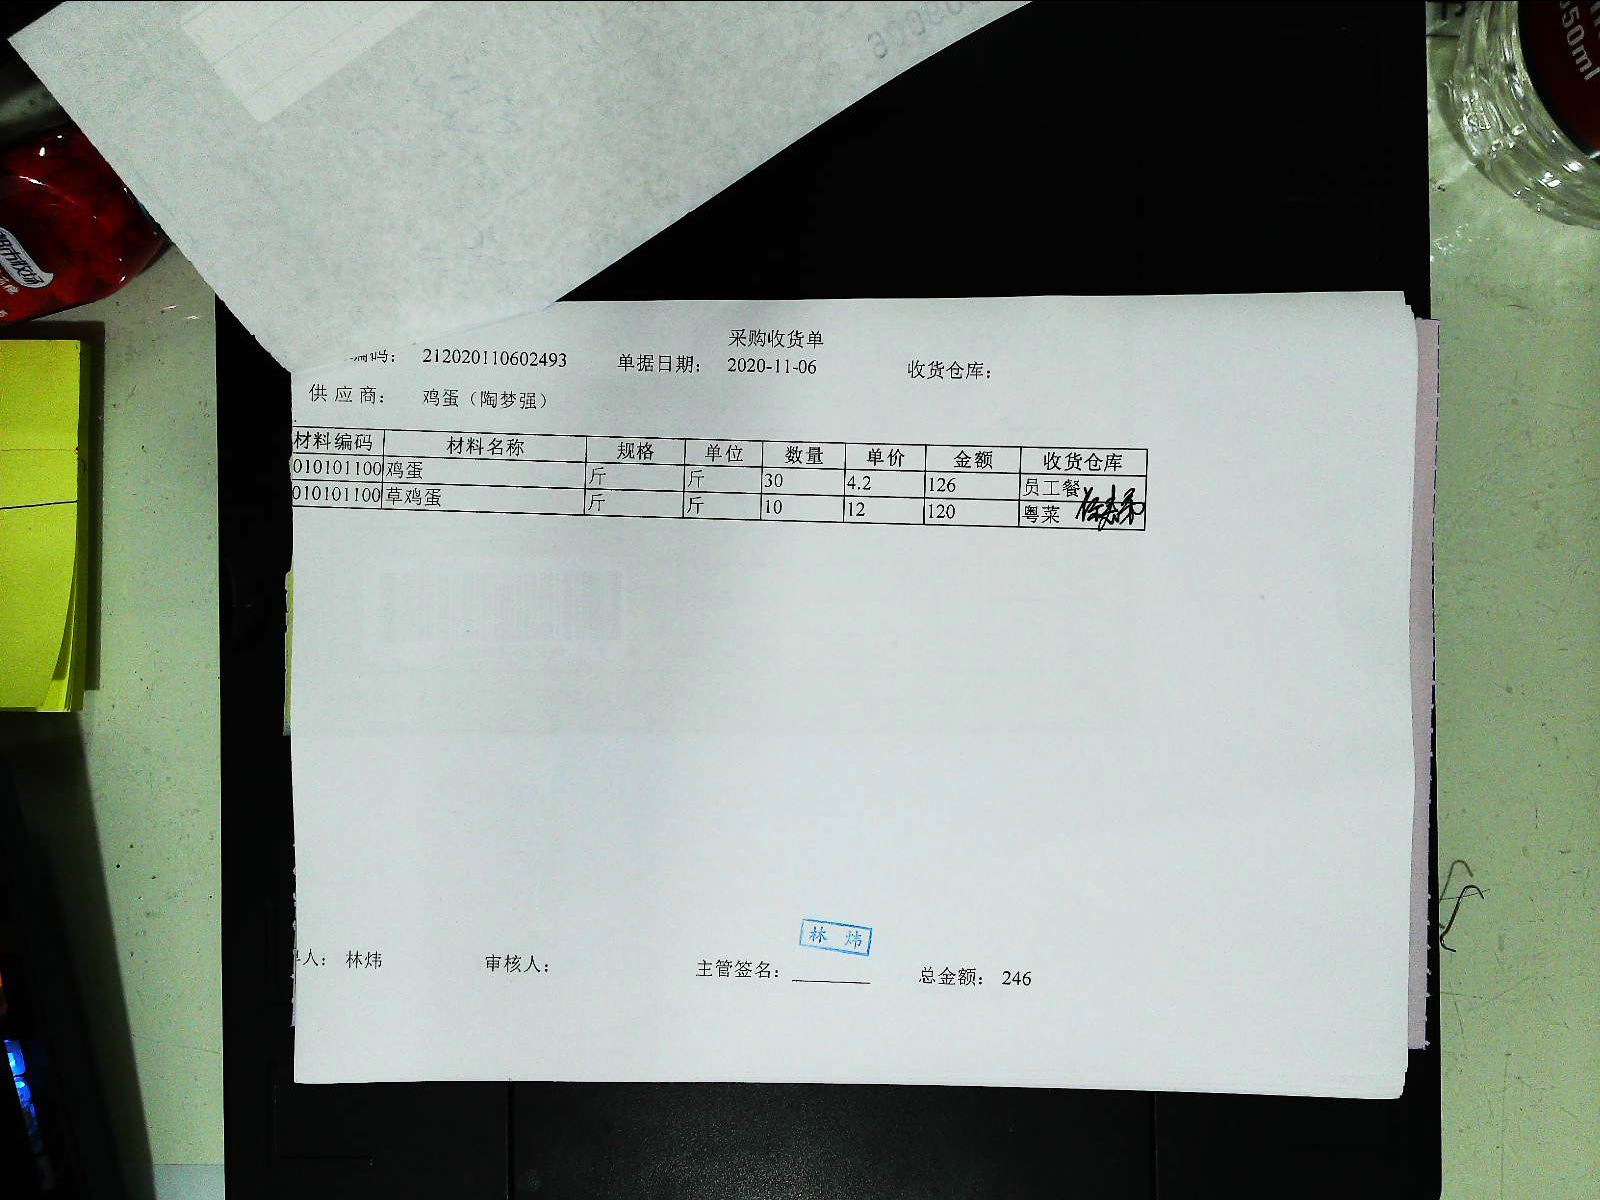 采购收货单
编码： 212020110602493 单据日期： 2020-11-06 收货仓库：
供 应 商： 鸡蛋（陶梦强）
材料编码 材料名称 规格 单位 数量 单价 金额 收货仓库
010101100 鸡蛋 斤 斤 30 4.2 126 员工餐
010101100 草鸡蛋 斤 斤 10 12 120 粤菜
林 炜
人： 林炜 审核人： 主管签名： 总金额： 246
550ml